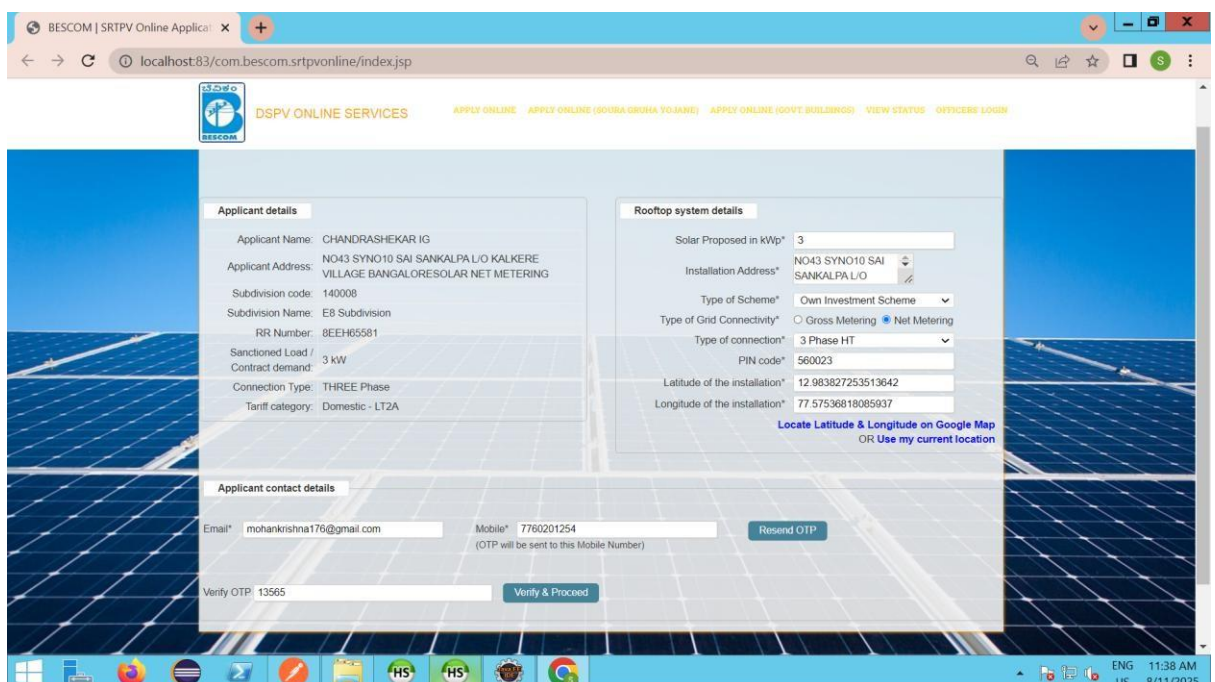 BESCOM | SRTPV Online Applicat
localhost:83/com.bescom.srtpvonline/index.jsp
S
ಬೆವಿಕಂ
BESCOM
DSPV ONLINE SERVICES
APPLY ONLINE APPLY ONLINE (SOURA GRUHA YOJANE) APPLY ONLINE (GOVT. BUILDINGS) VIEW STATUS OFFICERS LOGIN
Applicant details
Applicant Name: CHANDRASHEKAR IG
Applicant Address: NO43 SYNO10 SAI SANKALPA L/O KALKERE
VILLAGE BANGALORESOLAR NET METERING
Subdivision code: 140008
Subdivision Name: E8 Subdivision
RR Number: 8EEH65581
Sanctioned Load /
Contract demand: 3 kW
Connection Type: THREE Phase
Tariff category: Domestic - LT2A
Rooftop system details
Solar Proposed in kWp* 3
Installation Address* NO43 SYNO10 SAI
SANKALPA L/O
Type of Scheme* Own Investment Scheme
Type of Grid Connectivity* Gross Metering Net Metering
Type of connection* 3 Phase HT
PIN code* 560023
Latitude of the installation* 12.983827253513642
Longitude of the installation* 77.57536818085937
Locate Latitude & Longitude on Google Map
OR Use my current location
Applicant contact details
Email* mohankrishna176@gmail.com Mobile* 7760201254 Resend OTP
(OTP will be sent to this Mobile Number)
Verify OTP 13565 Verify & Proceed
HS HS
ENG 11:38 AM
US 8/11/2025